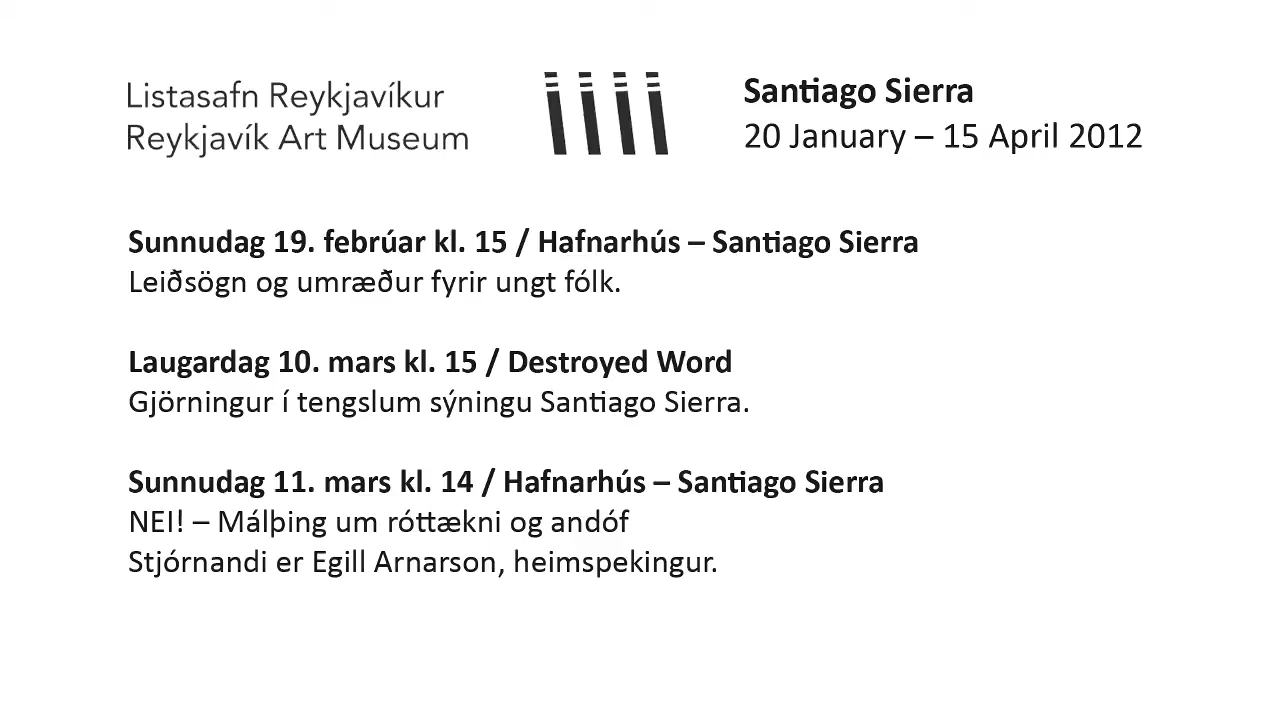 Listasafn Reykjavíkur
Reykjavík Art Museum
Santiago Sierra
20 January – 15 April 2012
Sunnudag 19. febrúar kl. 15 / Hafnarhús – Santiago Sierra
Leiðsögn og umræður fyrir ungt fólk.
Laugardag 10. mars kl. 15 / Destroyed Word
Gjörningur í tengslum sýningu Santiago Sierra.
Sunnudag 11. mars kl. 14 / Hafnarhús – Santiago Sierra
NEI! – Málþing um róttækni og andóf
Stjórnandi er Egill Arnarson, heimspekingur.